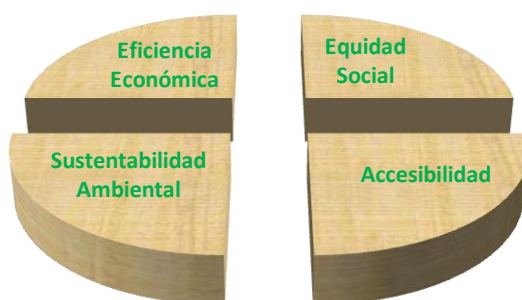 Eficiencia
Económica
Equidad
Social
Sustentabilidad
Ambiental
Accesibilidad